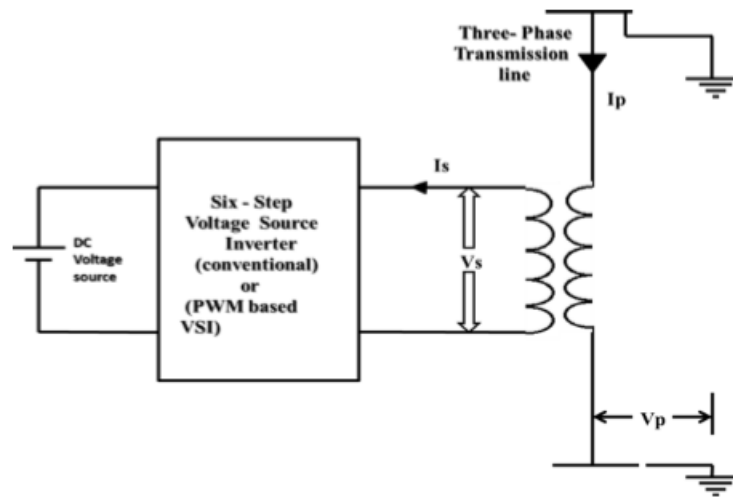 Three- Phase
Transmission
line
Ip
Is
Six - Step
Voltage Source
Inverter
(conventional)
or
(PWM based
VSI)
DC
Voltage
source
Vs
Vp